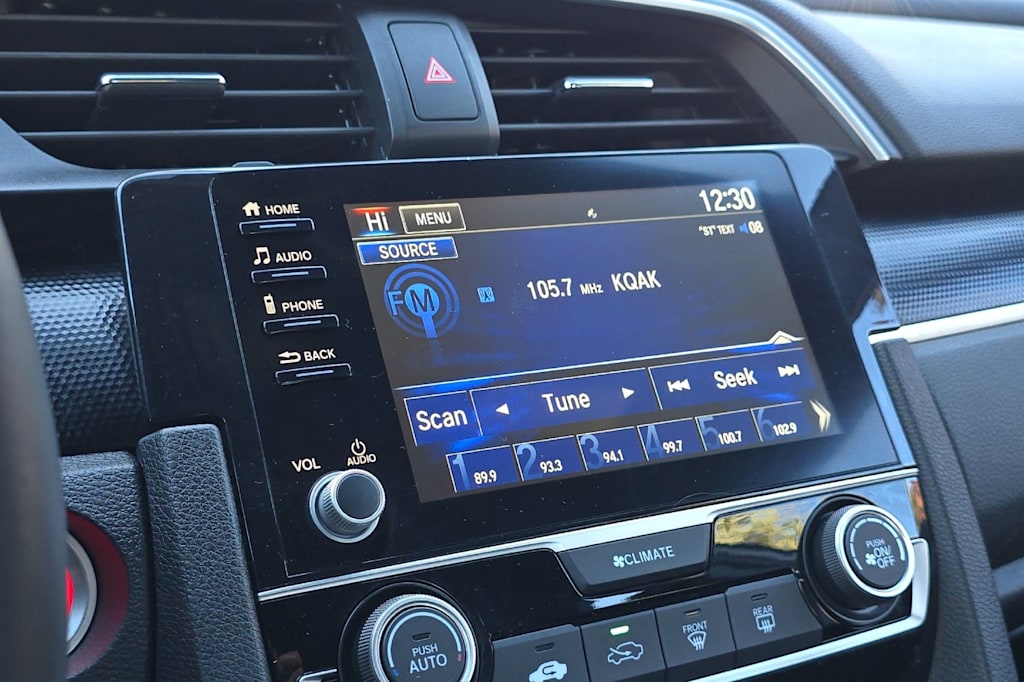 HOME
AUDIO
PHONE
BACK
VOL
AUDIO
Hi MENU 12:30
SOURCE "ST" TEXT 08
FM 105.7 MHz KQAK
Scan Tune Seek
1 89.9 2 93.3 3 94.1 4 99.7 5 100.7 6 102.9
CLIMATE
PUSH
ON/
OFF
PUSH
AUTO
FRONT
REAR